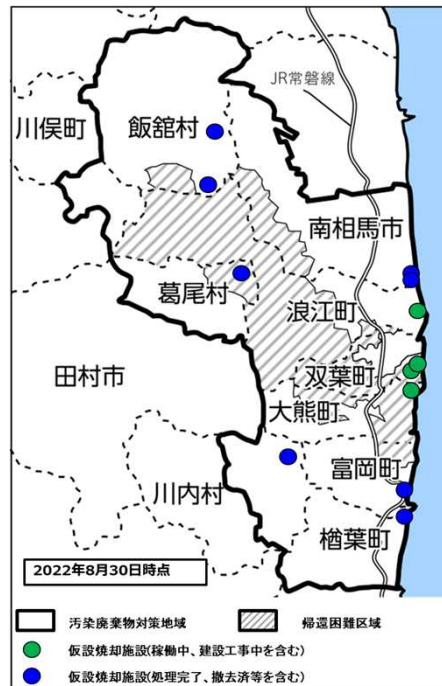 JR常磐線
川俣町
飯舘村
南相馬市
葛尾村
浪江町
田村市
双葉町
大熊町
富岡町
川内村
楢葉町
2022年8月30日時点
汚染廃棄物対策地域
帰還困難区域
仮設焼却施設(稼働中、建設工事中を含む)
仮設焼却施設(処理完了、撤去済等を含む)